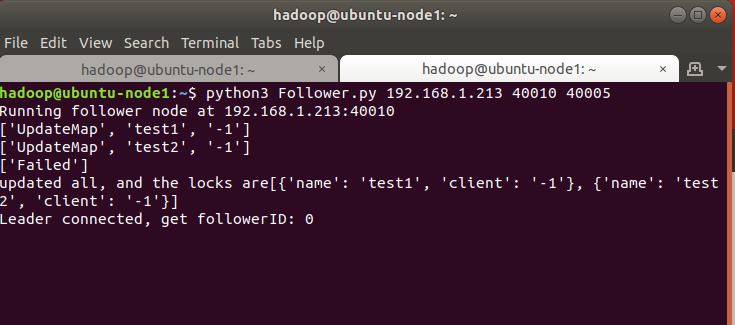 hadoop@ubuntu-node1: ~
File Edit View Search Terminal Tabs Help
hadoop@ubuntu-node1: ~ × hadoop@ubuntu-node1: ~ ×
hadoop@ubuntu-node1:~$ python3 Follower.py 192.168.1.213 40010 40005
Running follower node at 192.168.1.213:40010
['UpdateMap', 'test1', '-1']
['UpdateMap', 'test2', '-1']
['Failed']
updated all, and the locks are[{'name': 'test1', 'client': '-1'}, {'name': 'test
2', 'client': '-1'}]
Leader connected, get followerID: 0